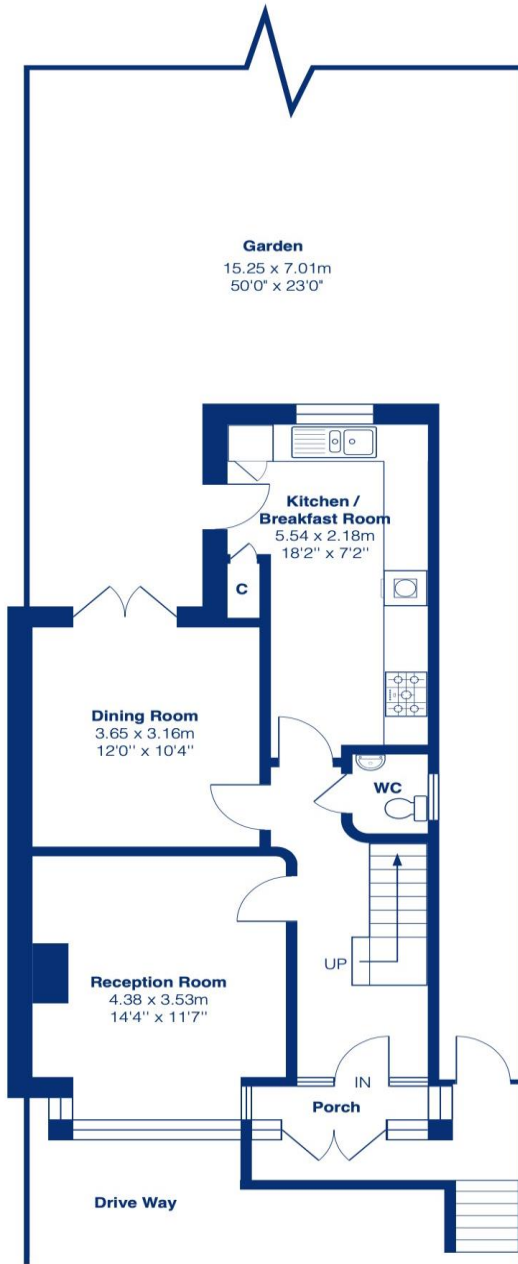 Garden
15.25 x 7.01m
50'0" x 23'0"
Kitchen /
Breakfast Room
5.54 x 2.18m
18'2'' x 7'2''
C
Dining Room
3.65 x 3.16m
12'0'' x 10'4''
WC
Reception Room
4.38 x 3.53m
14'4'' x 11'7''
UP
IN
Porch
Drive Way